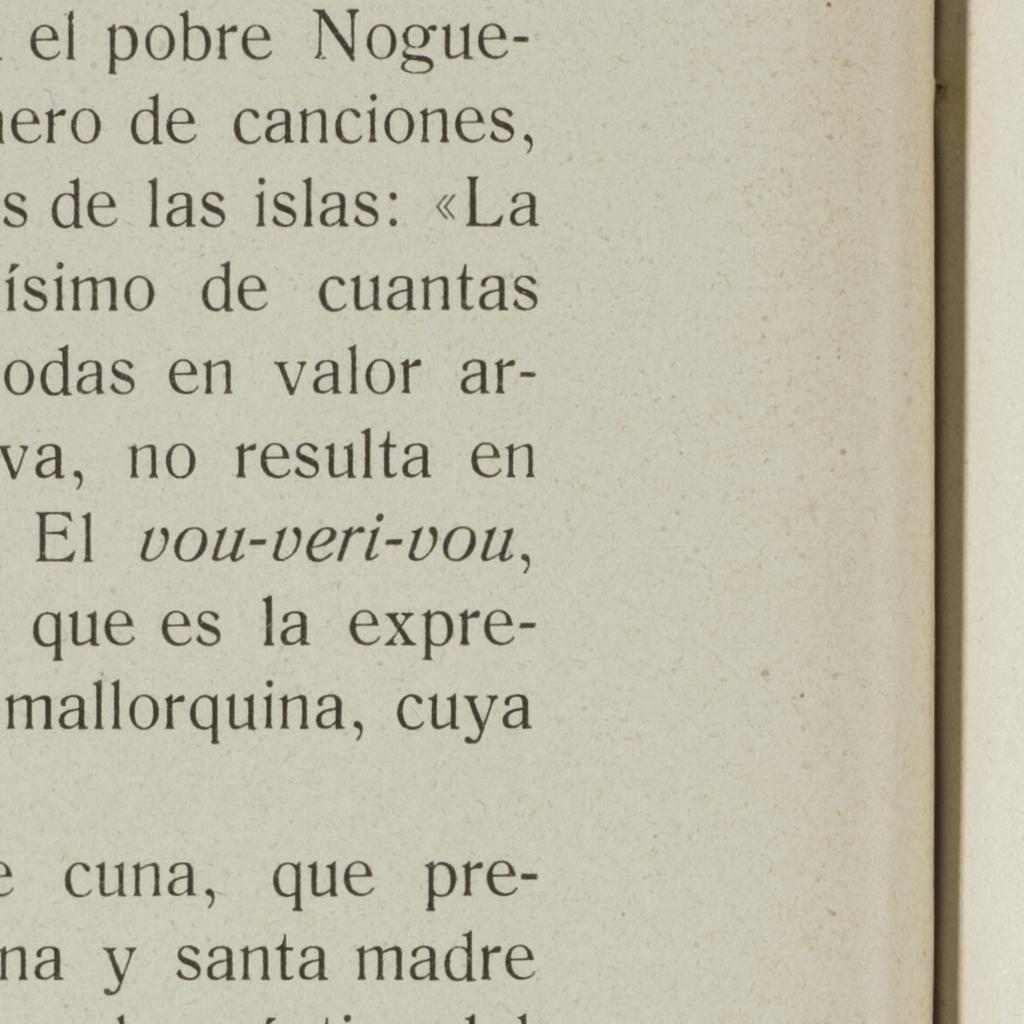 el pobre Nogue-
nero de canciones,
s de las islas: «La
ísimo de cuantas
odas en valor ar-
va, no resulta en
El vou-veri-vou,
que es la expre-
mallorquina, cuya
e cuna, que pre-
na y santa madre